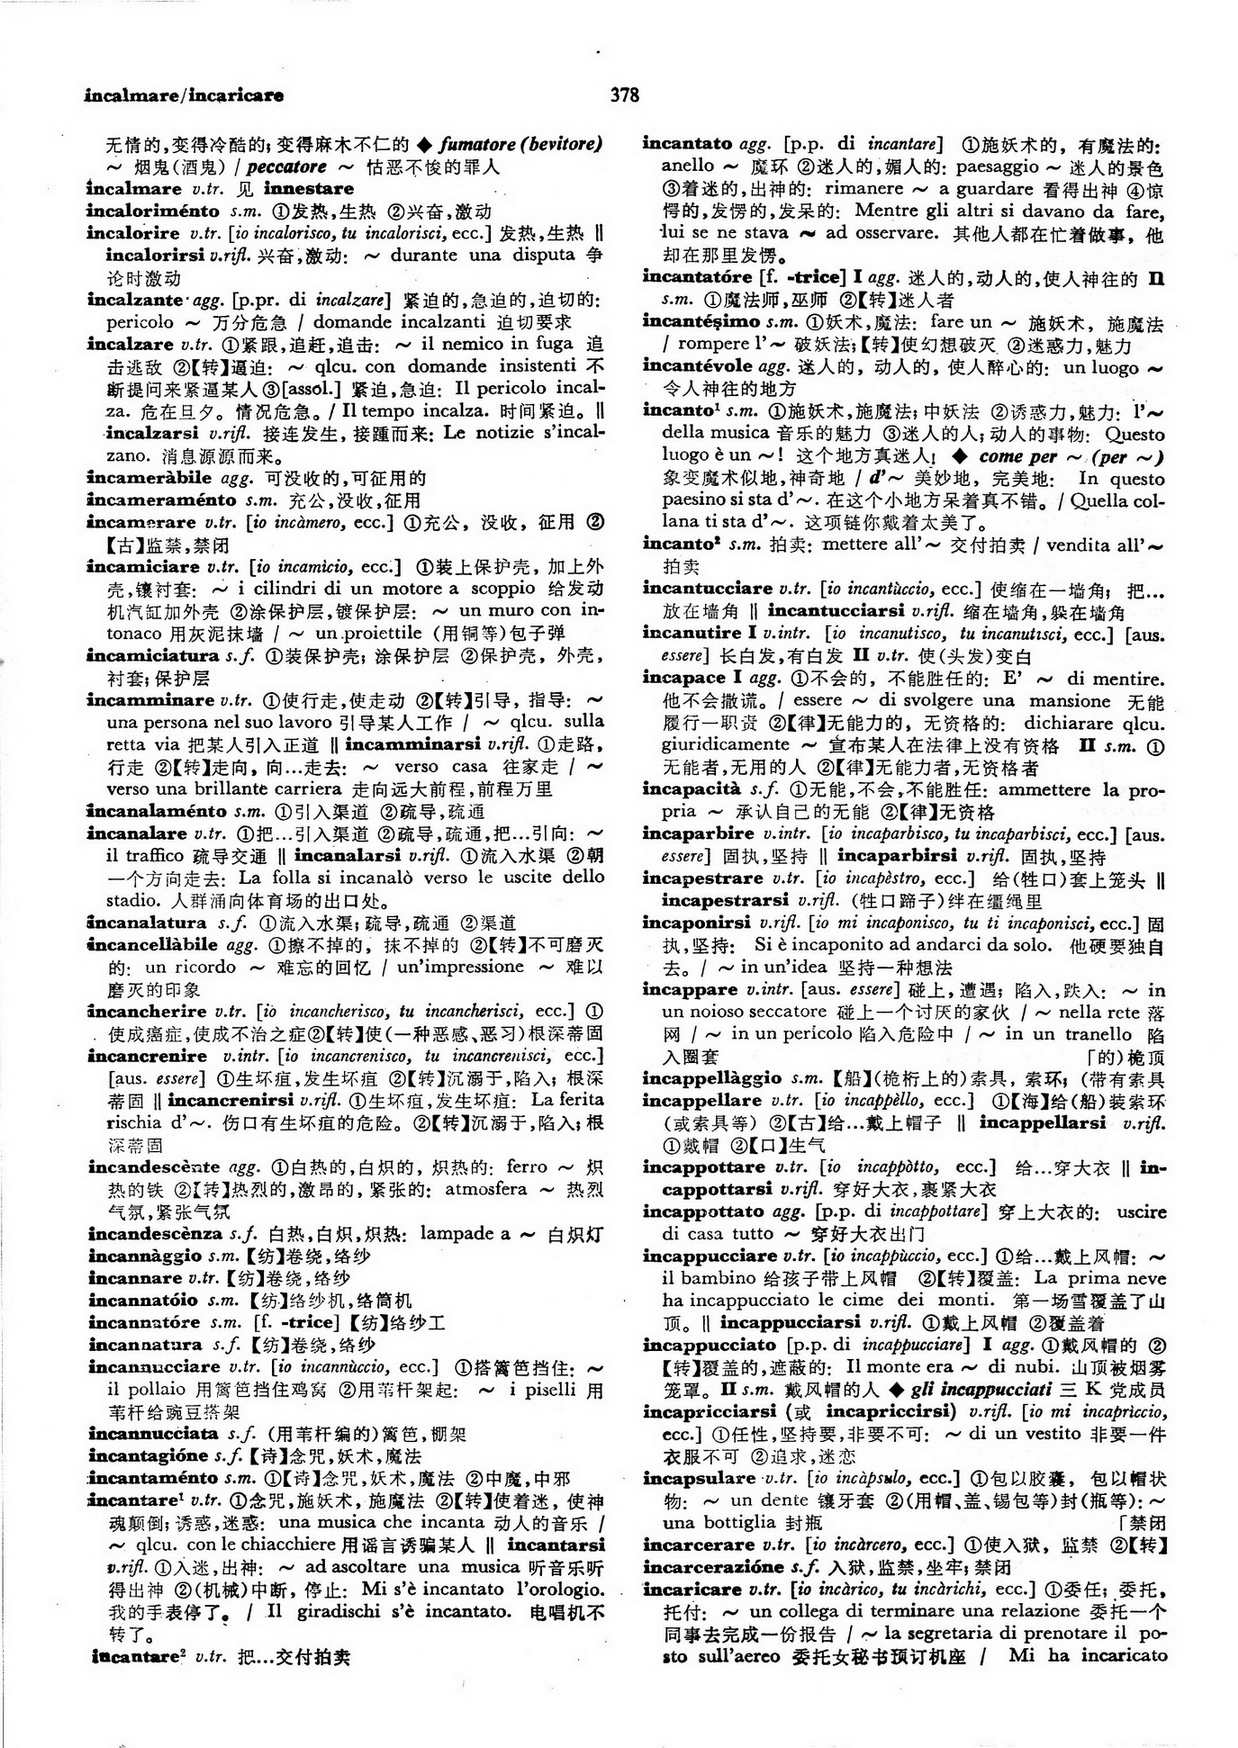 incalmare/incaricare
378
无情的,变得冷酷的;变得麻木不仁的 ◆ fumatore (bevitore)
～ 烟鬼(酒鬼) / peccatore ～ 怙恶不悛的罪人
incalmare v.tr. 见 innestare
incaloriménto s.m. ①发热,生热 ②兴奋,激动
incalorire v.tr. [io incalorisco, tu incalorisci, ecc.] 发热,生热 ‖
incalorirsi v.rifl. 兴奋,激动: ～ durante una disputa 争
论时激动
incalzante agg. [p.pr. di incalzare] 紧迫的,急迫的,迫切的:
pericolo ～ 万分危急 / domande incalzanti 迫切要求
incalzare v.tr. ①紧跟,追赶,追击: ～ il nemico in fuga 追
击逃敌 ②【转】逼迫: ～ qlcu. con domande insistenti 不
断提问来紧逼某人③[assol.] 紧迫,急迫: Il pericolo incal-
za. 危在旦夕。情况危急。/ Il tempo incalza. 时间紧迫。‖
incalzarsi v.rifl. 接连发生,接踵而来: Le notizie s'incal-
zano. 消息源源而来。
incameràbile agg. 可没收的,可征用的
incameraménto s.m. 充公,没收,征用
incamerare v.tr. [io incàmero, ecc.] ①充公, 没收, 征用 ②
【古】监禁,禁闭
incamiciare v.tr. [io incamìcio, ecc.] ①装上保护壳, 加上外
壳,镶衬套: ～ i cilindri di un motore a scoppio 给发动
机汽缸加外壳 ②涂保护层,镀保护层: ～ un muro con in-
tonaco 用灰泥抹墙 / ～ un proiettile (用铜等)包子弹
incamiciatura s.f. ①装保护壳; 涂保护层 ②保护壳, 外壳,
衬套;保护层
incamminare v.tr. ①使行走,使走动 ②【转】引导, 指导: ～
una persona nel suo lavoro 引导某人工作 / ～ qlcu. sulla
retta via 把某人引入正道 ‖ incamminarsi v.rifl. ①走路,
行走 ②【转】走向, 向…走去: ～ verso casa 往家走 / ～
verso una brillante carriera 走向远大前程,前程万里
incanalaménto s.m. ①引入渠道 ②疏导,疏通
incanalare v.tr. ①把…引入渠道 ②疏导,疏通,把…引向: ～
il traffico 疏导交通 ‖ incanalarsi v.rifl. ①流入水渠 ②朝
一个方向走去: La folla si incanalò verso le uscite dello
stadio. 人群涌向体育场的出口处。
incanalatura s.f. ①流入水渠;疏导,疏通 ②渠道
incancellàbile agg. ①擦不掉的, 抹不掉的 ②【转】不可磨灭
的: un ricordo ～ 难忘的回忆 / un'impressione ～ 难以
磨灭的印象
incancherire v.tr. [io incancherisco, tu incancherisci, ecc.] ①
使成癌症,使成不治之症②【转】使(一种恶感、恶习)根深蒂固
incancrenire v.intr. [io incancrenisco, tu incancrenisci, ecc.]
[aus. essere] ①生坏疽,发生坏疽 ②【转】沉溺于,陷入; 根深
蒂固 ‖ incancrenirsi v.rifl. ①生坏疽,发生坏疽: La ferita
rischia d'～. 伤口有生坏疽的危险。②【转】沉溺于,陷入;根
深蒂固
incandescènte agg. ①白热的,白炽的, 炽热的: ferro ～ 炽
热的铁 ②【转】热烈的,激昂的,紧张的: atmosfera ～ 热烈
气氛,紧张气氛
incandescènza s.f. 白热,白炽,炽热: lampade a ～ 白炽灯
incannàggio s.m. 【纺】卷绕,络纱
incannare v.tr. 【纺】卷绕,络纱
incannatóio s.m. 【纺】络纱机,络筒机
incannatóre s.m. [f. -trice] 【纺】络纱工
incannatura s.f. 【纺】卷绕,络纱
incannucciare v.tr. [io incannùccio, ecc.] ①搭篱笆挡住: ～
il pollaio 用篱笆挡住鸡窝 ②用苇杆架起: ～ i piselli 用
苇杆给豌豆搭架
incannucciata s.f. (用苇杆编的)篱笆,棚架
incantagióne s.f. 【诗】念咒,妖术,魔法
incantaménto s.m. ①【诗】念咒,妖术,魔法 ②中魔,中邪
incantare¹ v.tr. ①念咒,施妖术, 施魔法 ②【转】使着迷, 使神
魂颠倒;诱惑,迷惑: una musica che incanta 动人的音乐 /
～ qlcu. con le chiacchiere 用谣言诱骗某人 ‖ incantarsi
v.rifl. ①入迷,出神: ～ ad ascoltare una musica 听音乐听
得出神 ②(机械)中断, 停止: Mi s'è incantato l'orologio.
我的手表停了。 / Il giradischi s'è incantato. 电唱机不
转了。
incantare² v.tr. 把…交付拍卖
incantato agg. [p.p. di incantare] ①施妖术的, 有魔法的:
anello ～ 魔环 ②迷人的,媚人的: paesaggio ～ 迷人的景色
③着迷的,出神的: rimanere ～ a guardare 看得出神 ④惊
愕的,发愣的,发呆的: Mentre gli altri si davano da fare,
lui se ne stava ～ ad osservare. 其他人都在忙着做事, 他
却在那里发愣。
incantatóre [f. -trice] I agg. 迷人的,动人的,使人神往的 II
s.m. ①魔法师,巫师 ②【转】迷人者
incantésimo s.m. ①妖术,魔法: fare un ～ 施妖术, 施魔法
/ rompere l'～ 破妖法;【转】使幻想破灭 ②迷惑力,魅力
incantévole agg. 迷人的, 动人的, 使人醉心的: un luogo ～
令人神往的地方
incanto¹ s.m. ①施妖术,施魔法; 中妖法 ②诱惑力,魅力: l'～
della musica 音乐的魅力 ③迷人的人;动人的事物: Questo
luogo è un ～! 这个地方真迷人! ◆ come per ～ (per ～)
象变魔术似地,神奇地 / d'～ 美妙地, 完美地: In questo
paesino si sta d'～. 在这个小地方呆着真不错。/ Quella col-
lana ti sta d'～. 这项链你戴着太美了。
incanto² s.m. 拍卖: mettere all'～ 交付拍卖 / vendita all'～
拍卖
incantucciare v.tr. [io incantùccio, ecc.] 使缩在一墙角; 把…
放在墙角 ‖ incantucciarsi v.rifl. 缩在墙角,躲在墙角
incanutire I v.intr. [io incanutisco, tu incanutisci, ecc.] [aus.
essere] 长白发,有白发 II v.tr. 使(头发)变白
incapace I agg. ①不会的, 不能胜任的: E' ～ di mentire.
他不会撒谎。/ essere ～ di svolgere una mansione 无能
履行一职责 ②【律】无能力的, 无资格的: dichiarare qlcu.
giuridicamente ～ 宣布某人在法律上没有资格 II s.m. ①
无能者,无用的人 ②【律】无能力者,无资格者
incapacità s.f. ①无能,不会,不能胜任: ammettere la pro-
pria ～ 承认自己的无能 ②【律】无资格
incaparbire v.intr. [io incaparbisco, tu incaparbisci, ecc.] [aus.
essere] 固执,坚持 ‖ incaparbirsi v.rifl. 固执,坚持
incapestrare v.tr. [io incapèstro, ecc.] 给(牲口)套上笼头 ‖
incapestrarsi v.rifl. (牲口蹄子)绊在缰绳里
incaponirsi v.rifl. [io mi incaponisco, tu ti incaponisci, ecc.] 固
执,坚持: Si è incaponito ad andarci da solo. 他硬要独自
去。/ ～ in un'idea 坚持一种想法
incappare v.intr. [aus. essere] 碰上,遭遇; 陷入,跌入: ～ in
un noioso seccatore 碰上一个讨厌的家伙 / ～ nella rete 落
网 / ～ in un pericolo 陷入危险中 / ～ in un tranello 陷
入圈套 「的)桅顶
incappellàggio s.m. 【船】(桅桁上的)索具, 索环; (带有索具
incappellare v.tr. [io incappèllo, ecc.] ①【海】给(船)装索环
(或索具等) ②【古】给…戴上帽子 ‖ incappellarsi v.rifl.
①戴帽 ②【口】生气
incappottare v.tr. [io incappòtto, ecc.] 给…穿大衣 ‖ in-
cappottarsi v.rifl. 穿好大衣,裹紧大衣
incappottato agg. [p.p. di incappottare] 穿上大衣的: uscire
di casa tutto ～ 穿好大衣出门
incappucciare v.tr. [io incappùccio, ecc.] ①给…戴上风帽: ～
il bambino 给孩子带上风帽 ②【转】覆盖: La prima neve
ha incappucciato le cime dei monti. 第一场雪覆盖了山
顶。‖ incappucciarsi v.rifl. ①戴上风帽 ②覆盖着
incappucciato [p.p. di incappucciare] I agg. ①戴风帽的 ②
【转】覆盖的,遮蔽的: Il monte era ～ di nubi. 山顶被烟雾
笼罩。II s.m. 戴风帽的人 ◆ gli incappucciati 三 K 党成员
incapricciarsi (或 incapriccirsi) v.rifl. [io mi incaprìccio,
ecc.] ①任性,坚持要,非要不可: ～ di un vestito 非要一件
衣服不可 ②追求,迷恋
incapsulare v.tr. [io incàpsulo, ecc.] ①包以胶囊, 包以帽状
物: ～ un dente 镶牙套 ②(用帽、盖、锡包等)封(瓶等): ～
una bottiglia 封瓶 「禁闭
incarcerare v.tr. [io incàrcero, ecc.] ①使入狱, 监禁 ②【转】
incarcerazióne s.f. 入狱,监禁,坐牢;禁闭
incaricare v.tr. [io incàrico, tu incàrichi, ecc.] ①委任; 委托,
托付: ～ un collega di terminare una relazione 委托一个
同事去完成一份报告 / ～ la segretaria di prenotare il po-
sto sull'aereo 委托女秘书预订机座 / Mi ha incaricato